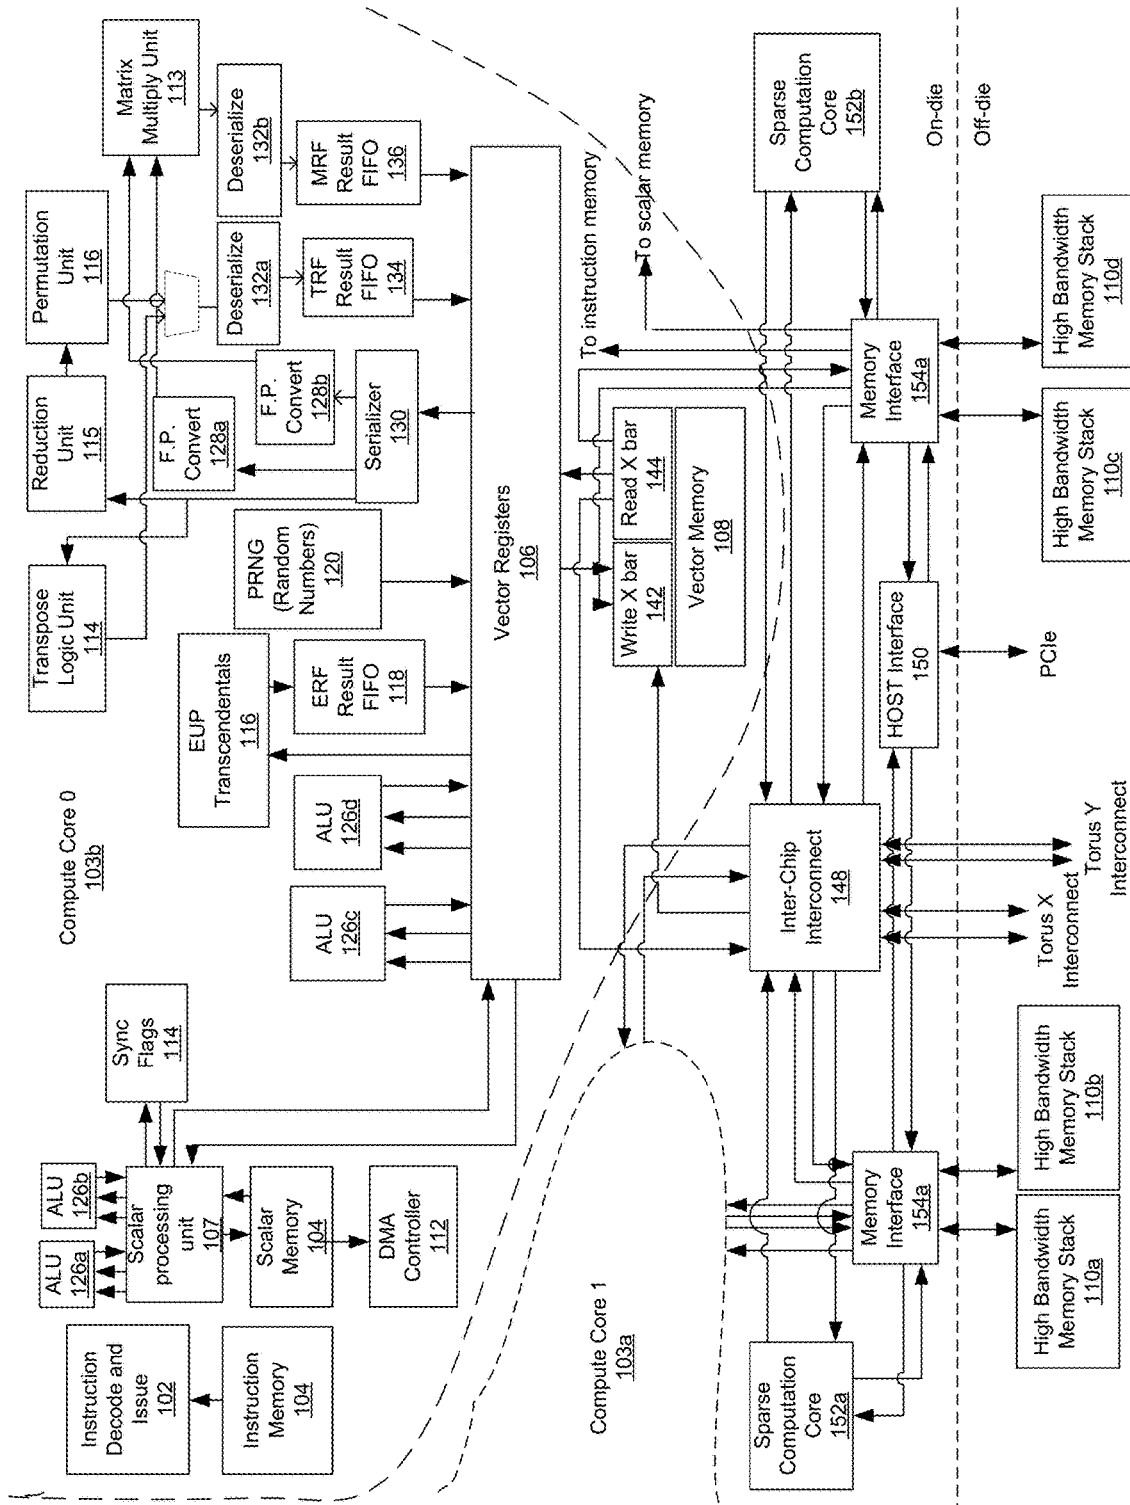 Compute Core 0
103b
Instruction
Decode and
Issue
102
Instruction
Memory
104
ALU
126a
ALU
126b
Scalar
processing
unit
107
Scalar
Memory
104
DMA
Controller
112
Sync
Flags
114
ALU
126c
ALU
126d
EUP
Transcendentals
116
ERF
Result
FIFO
118
PRNG
(Random
Numbers)
120
Transpose
Logic Unit
114
Reduction
Unit
115
Permutation
Unit
116
Matrix
Multiply Unit
113
F.P.
Convert
128a
F.P.
Convert
128b
Serializer
130
Deserialize
132a
TRF
Result
FIFO
134
Deserialize
132b
MRF
Result
FIFO
136
Vector Registers
106
Write X bar
142
Read X bar
144
Vector Memory
108
To instruction memory
To scalar memory
Compute Core 1
103a
Sparse
Computation
Core
152a
Memory
Interface
154a
Inter-Chip
Interconnect
148
HOST Interface
150
Memory
Interface
154a
Sparse
Computation
Core
152b
On-die
Off-die
High Bandwidth
Memory Stack
110a
High Bandwidth
Memory Stack
110b
Torus X
Interconnect
Torus Y
Interconnect
PCIe
High Bandwidth
Memory Stack
110c
High Bandwidth
Memory Stack
110d